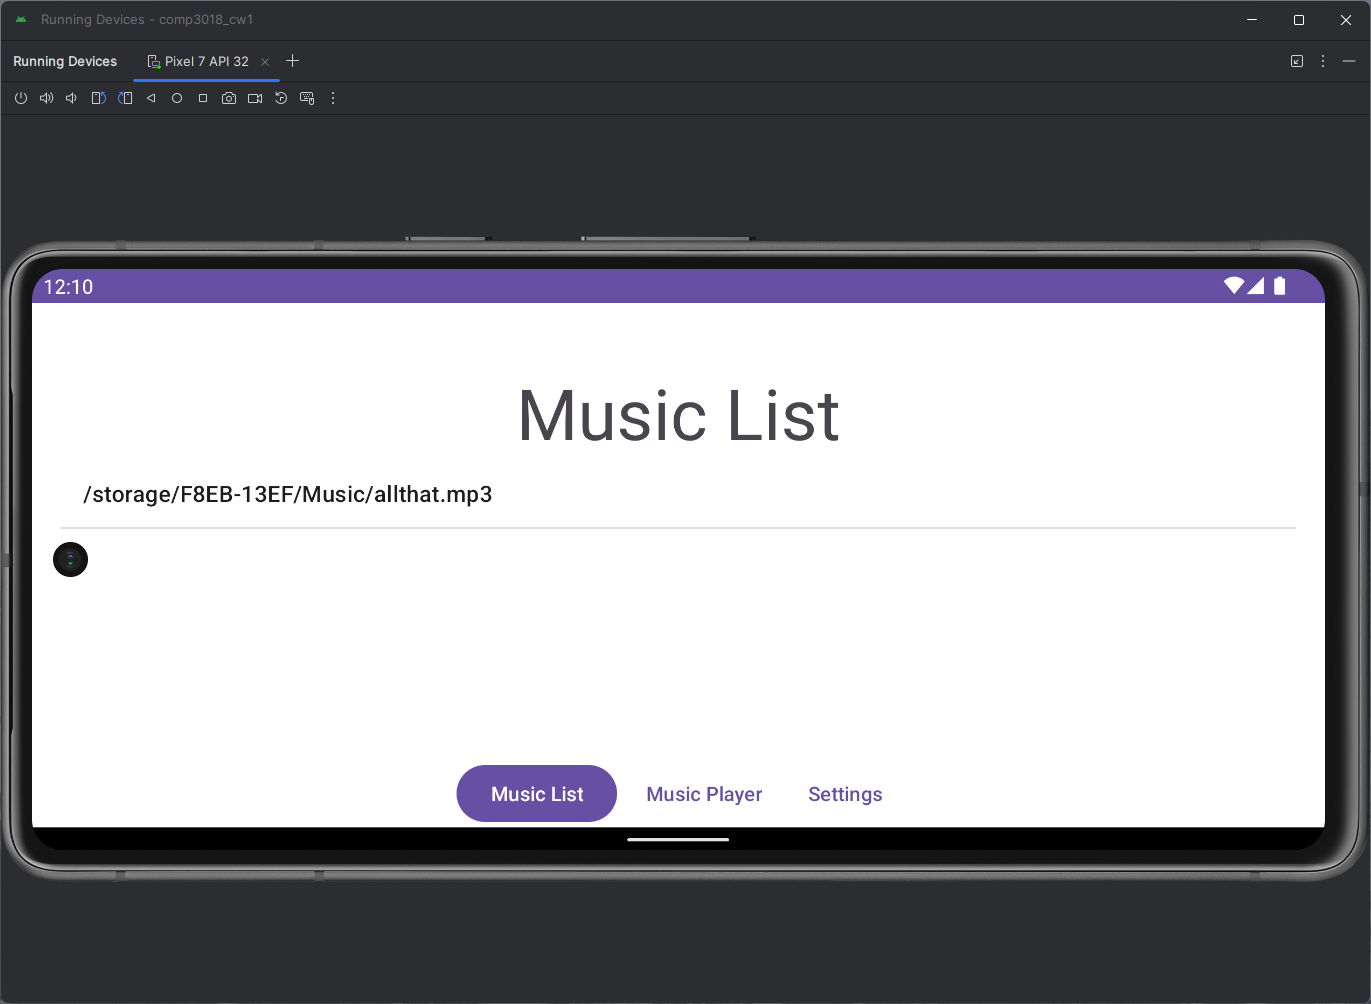 Running Devices - comp3018_cw1
Running Devices Pixel 7 API 32
12:10
Music List
/storage/F8EB-13EF/Music/allthat.mp3
Music List Music Player Settings